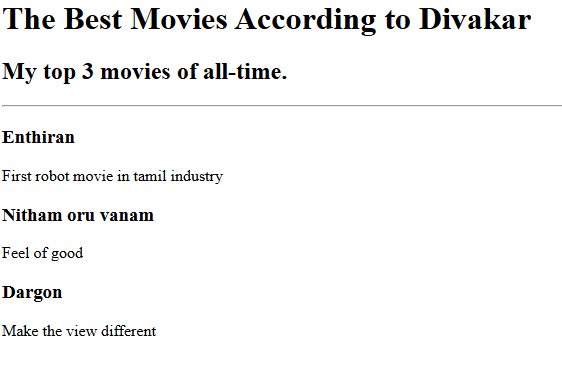 The Best Movies According to Divakar
My top 3 movies of all-time.
Enthiran
First robot movie in tamil industry
Nitham oru vanam
Feel of good
Dargon
Make the view different